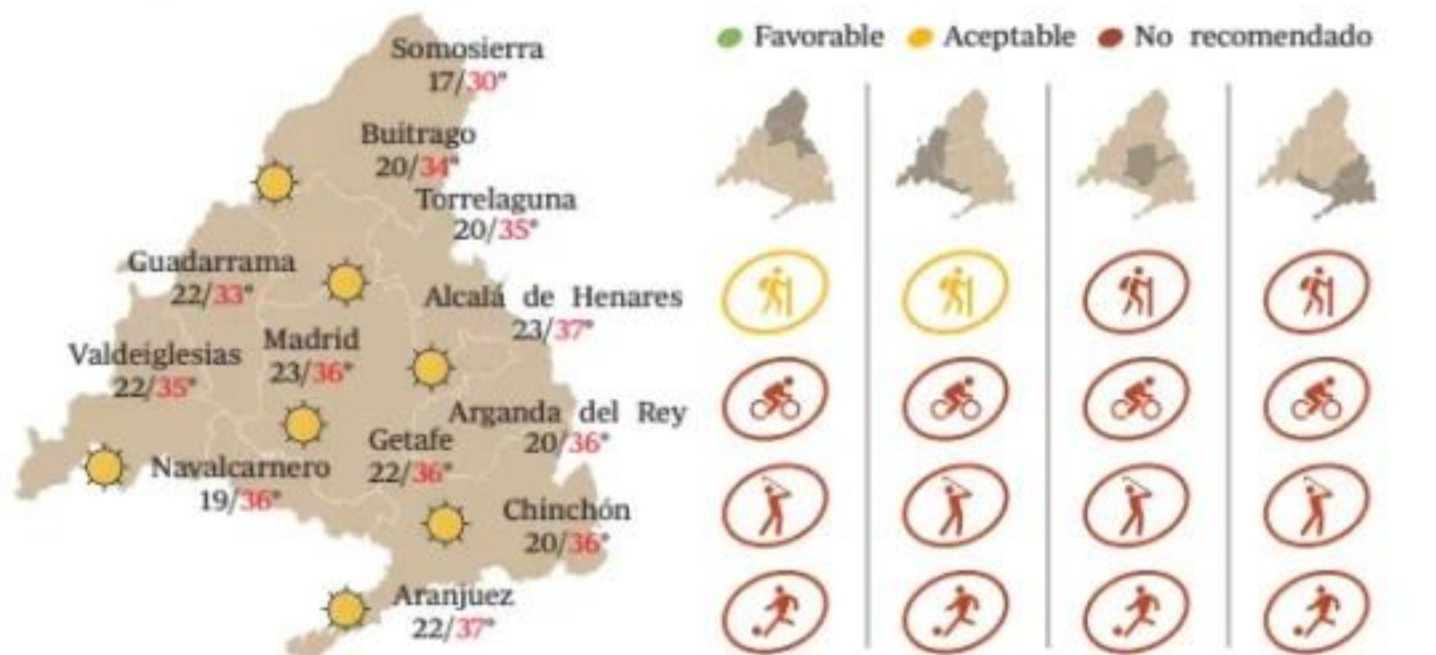 Somosierra
17/30°
Buitrago
20/34°
Torrelaguna
20/35°
Guadarrama
22/33°
Alcalá de Henares
23/37°
Madrid
23/36°
Valdeiglesias
22/35°
Arganda del Rey
20/36°
Getafe
22/36°
Navalcarnero
19/36°
Chinchón
20/36°
Aranjuez
22/37°
Favorable Aceptable No recomendado